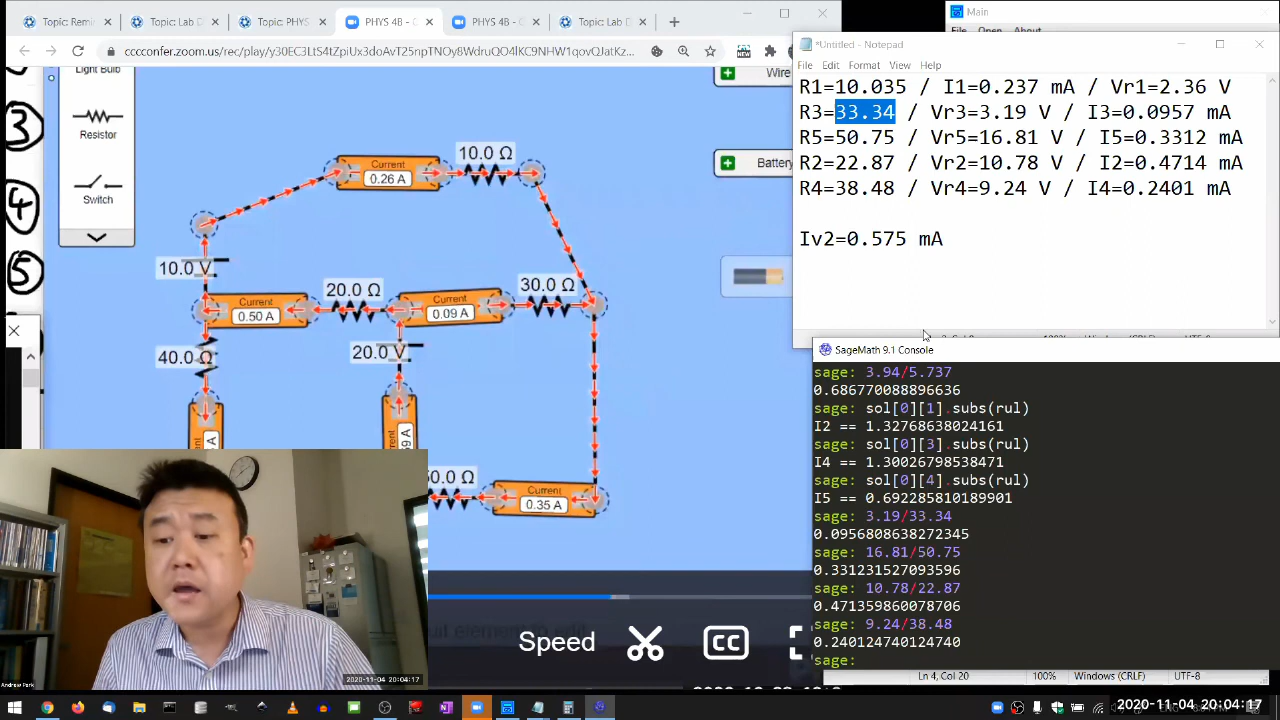 Topic Ren
Topic Lab D
PHYS 4B -
PHYS 4B - C
PHYS 4B -
Topic Lab D
Main
*Untitled - Notepad
File Open About
File Edit Format View Help
R1=10.035 / I1=0.237 mA / Vr1=2.36 V
R3=33.34 / Vr3=3.19 V / I3=0.0957 mA
R5=50.75 / Vr5=16.81 V / I5=0.3312 mA
R2=22.87 / Vr2=10.78 V / I2=0.4714 mA
R4=38.48 / Vr4=9.24 V / I4=0.2401 mA
Iv2=0.575 mA
Light Bulb
Resistor
Switch
3
4
5
Wire
Battery
Current
0.26 A
10.0 Ω
10.0 V
Current
0.50 A
20.0 Ω
Current
0.09 A
30.0 Ω
40.0 Ω
20.0 V
Current
0.35 A
SageMath 9.1 Console
sage: 3.94/5.737
0.686770088896636
sage: sol[0][1].subs(rul)
I2 == 1.32768638024161
sage: sol[0][3].subs(rul)
I4 == 1.30026798538471
sage: sol[0][4].subs(rul)
I5 == 0.692285810189901
sage: 3.19/33.34
0.0956808638272345
sage: 16.81/50.75
0.331231527093596
sage: 10.78/22.87
0.471359860078706
sage: 9.24/38.48
0.240124740124740
sage:
Speed
CC
Ln 4, Col 20 100% Windows (CRLF) UTF-8
Andrew Park
2020-11-04 20:04:17
2020-11-04 20:04:17